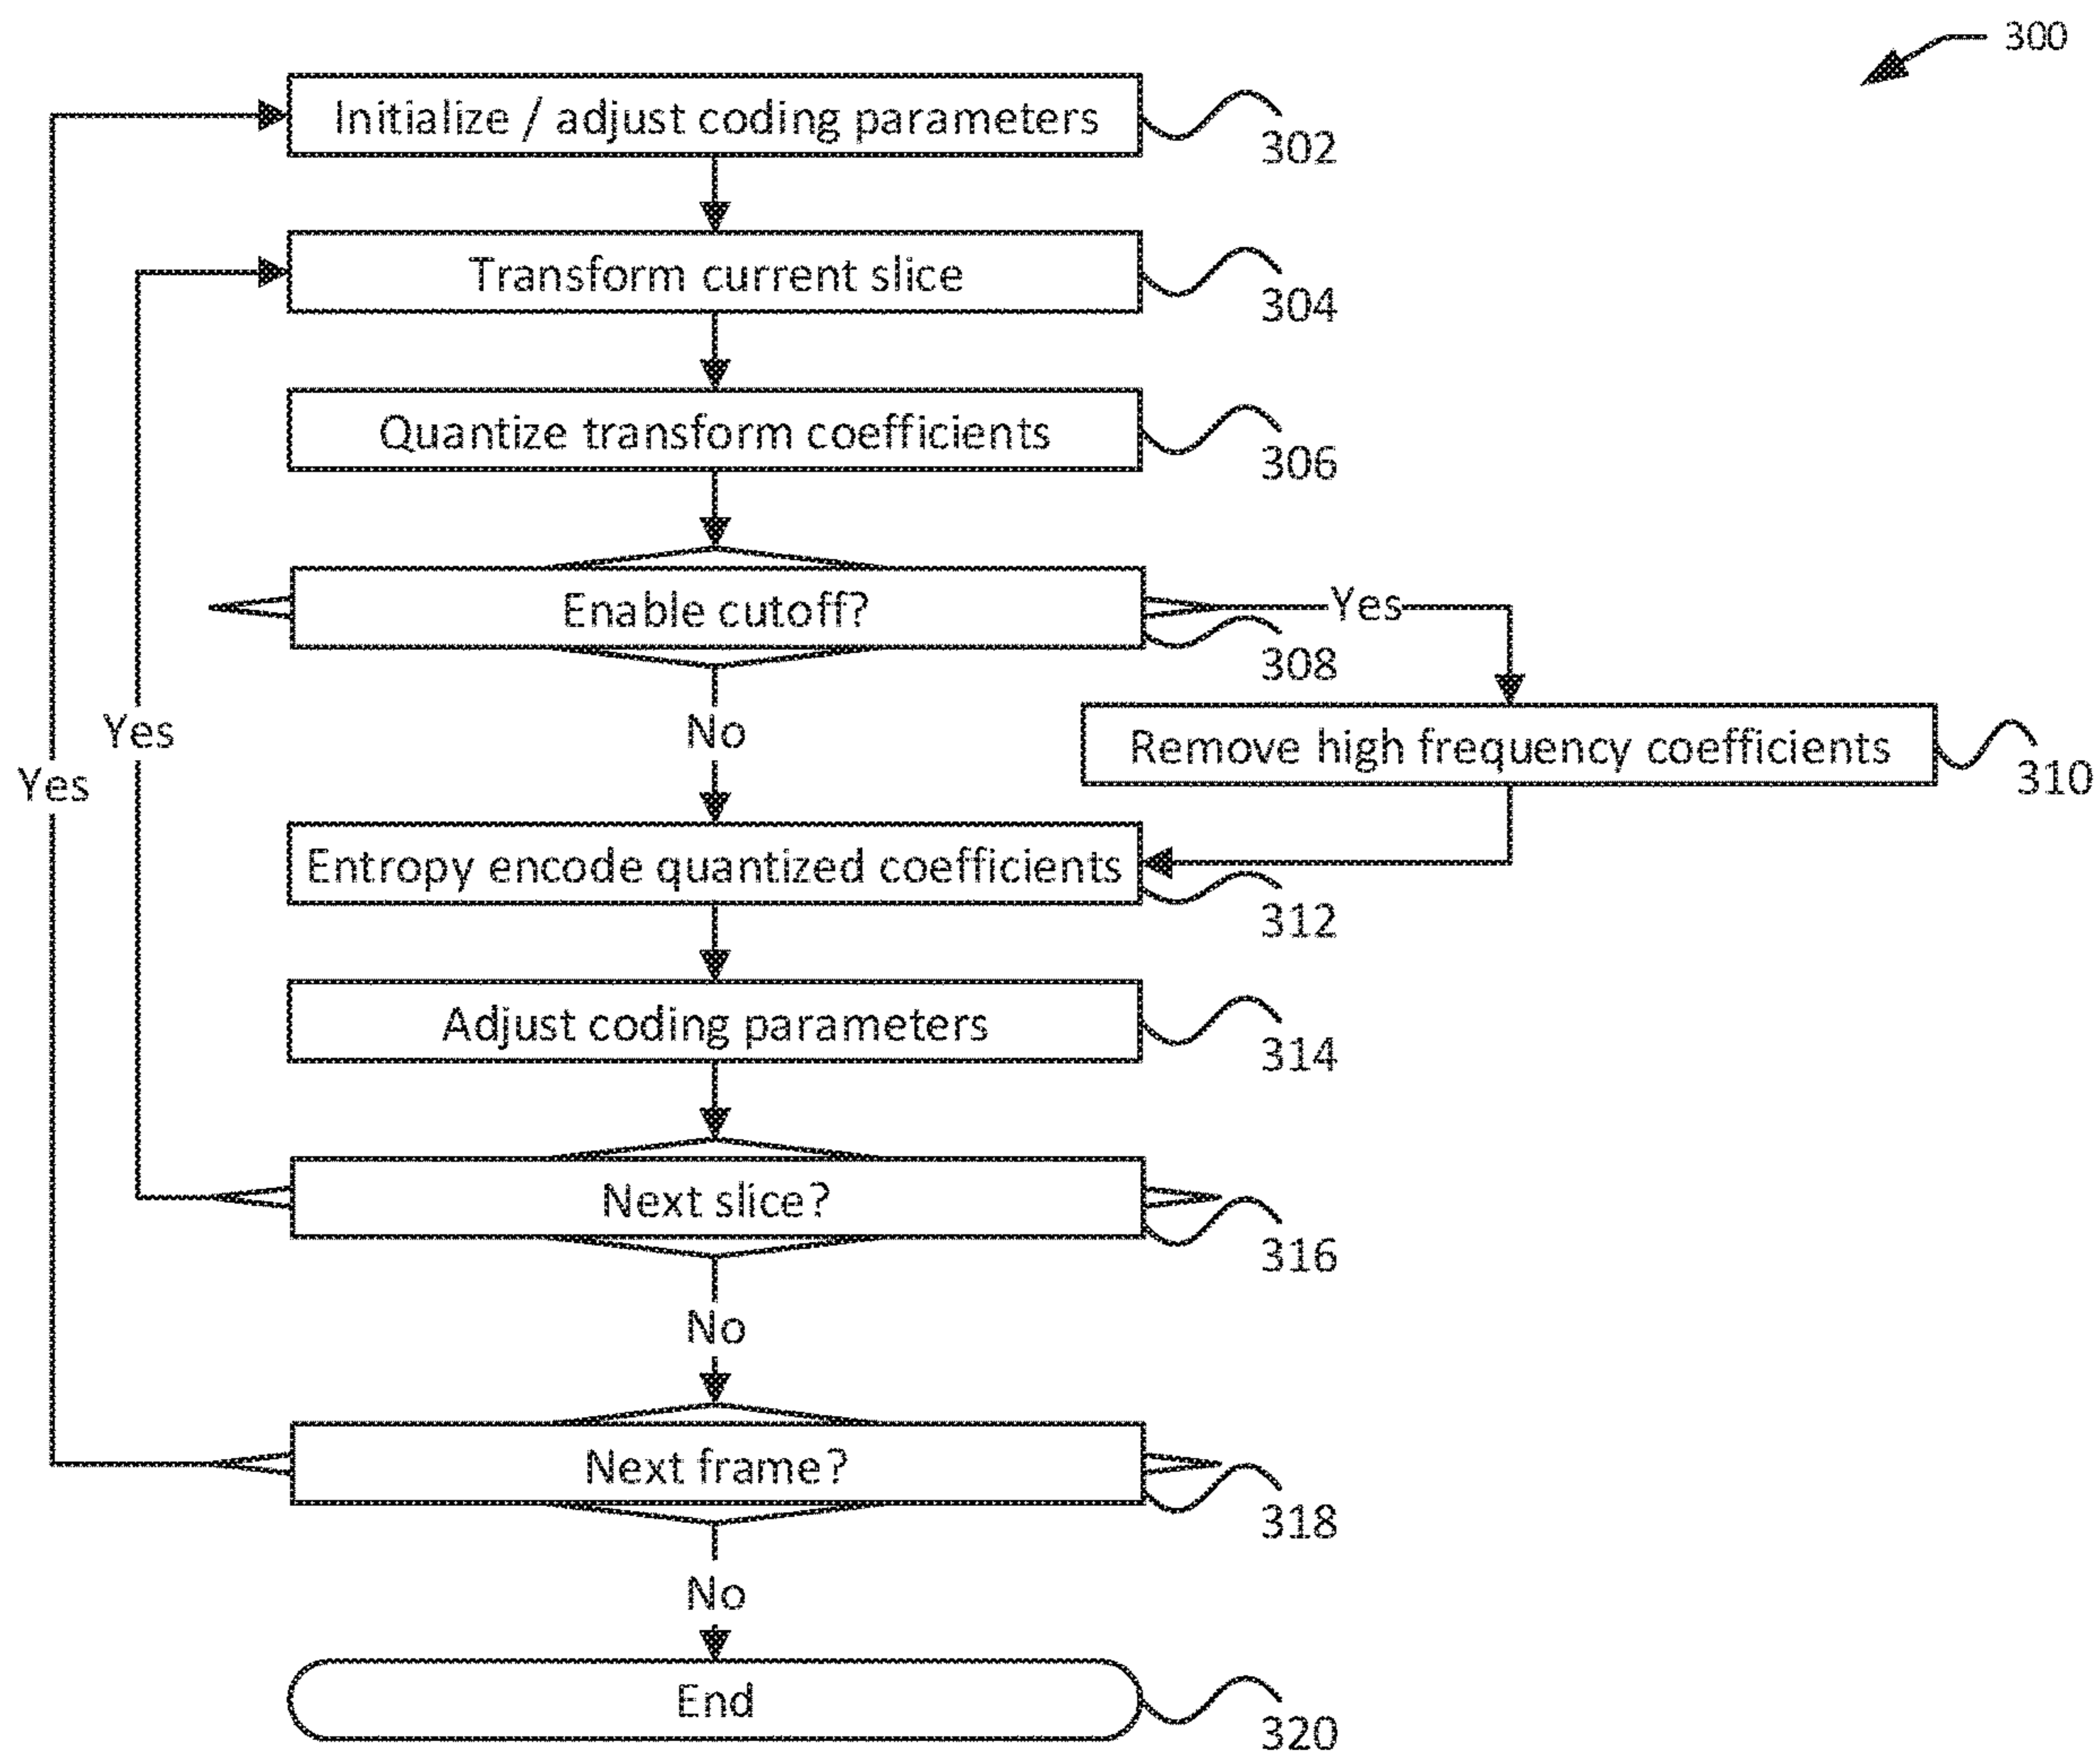 300
Initialize / adjust coding parameters
302
Transform current slice
304
Quantize transform coefficients
306
Enable cutoff?
Yes
308
Yes
No
Remove high frequency coefficients
310
Yes
Entropy encode quantized coefficients
312
Adjust coding parameters
314
Next slice?
316
No
Next frame?
318
No
End
320